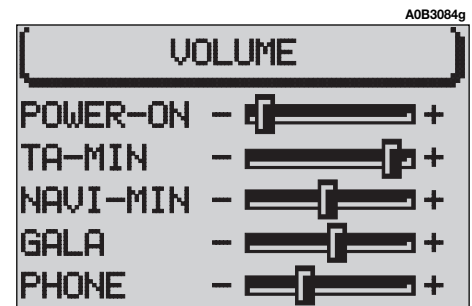 A0B3084g
VOLUME
POWER-ON - +
TA-MIN - +
NAVI-MIN - +
GALA - +
PHONE - +